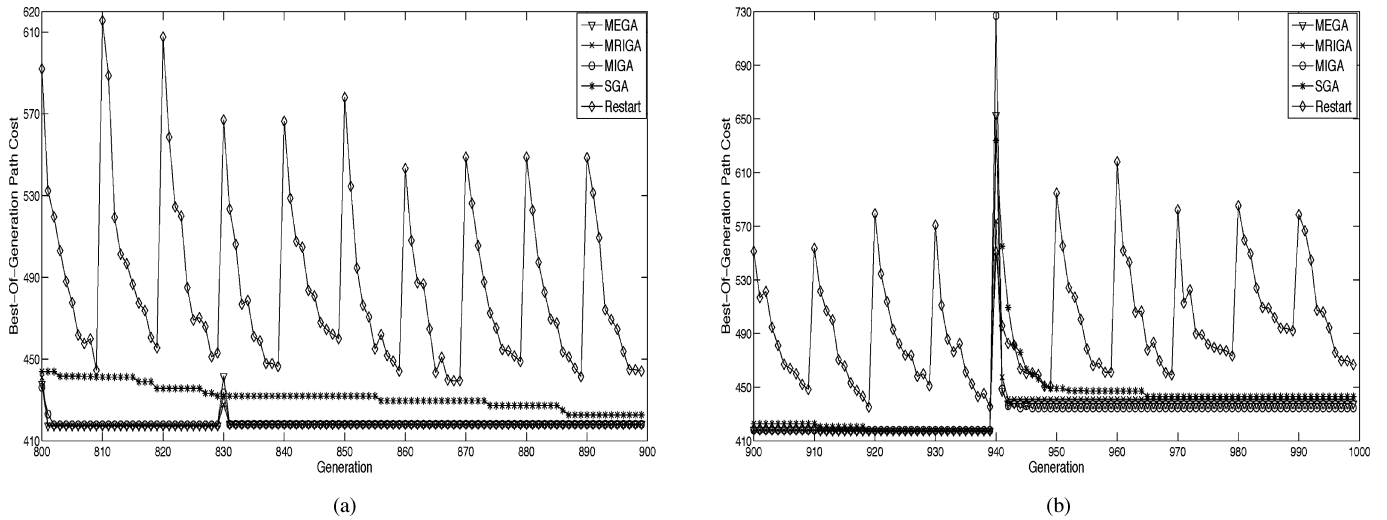 620
610
570
530
490
450
410
Best-Of-Generation Path Cost
800 810 820 830 840 850 860 870 880 890 900
Generation
MEGA
MRIGA
MIGA
SGA
Restart
(a)
730
690
650
610
570
530
490
450
410
Best-Of-Generation Path Cost
900 910 920 930 940 950 960 970 980 990 1000
Generation
MEGA
MRIGA
MIGA
SGA
Restart
(b)